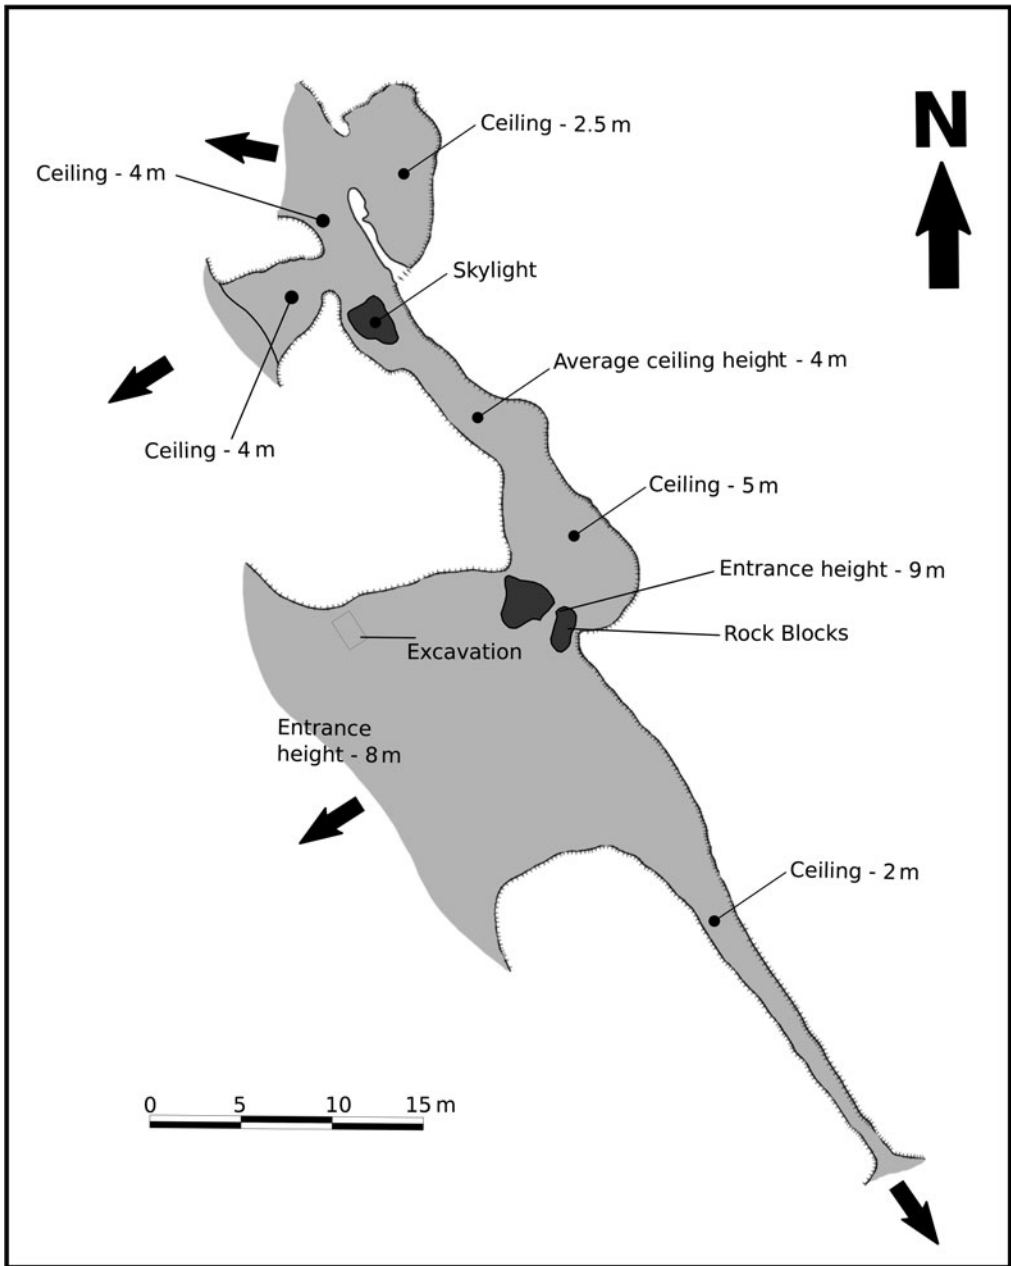 N
Ceiling - 2.5 m
Ceiling - 4 m
Skylight
Average ceiling height - 4 m
Ceiling - 4 m
Ceiling - 5 m
Entrance height - 9 m
Rock Blocks
Excavation
Entrance
height - 8 m
Ceiling - 2 m
0 5 10 15 m